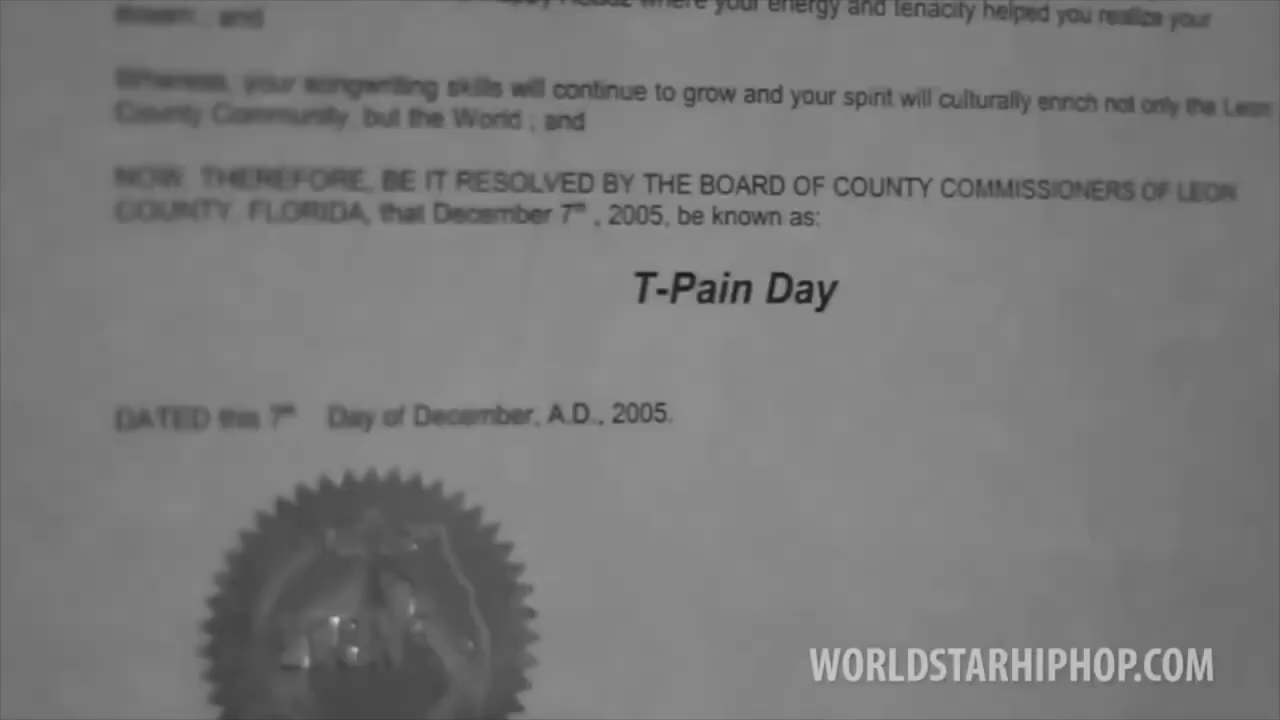 where your energy and tenacity helped you realize your
dream ; and
Whereas, your songwriting skills will continue to grow and your spirit will culturally enrich not only the Leon
County Community, but the World ; and
NOW, THEREFORE, BE IT RESOLVED BY THE BOARD OF COUNTY COMMISSIONERS OF LEON
COUNTY, FLORIDA, that December 7th , 2005, be known as:
T-Pain Day
DATED this 7th Day of December, A.D., 2005.
WORLDSTARHIPHOP.COM